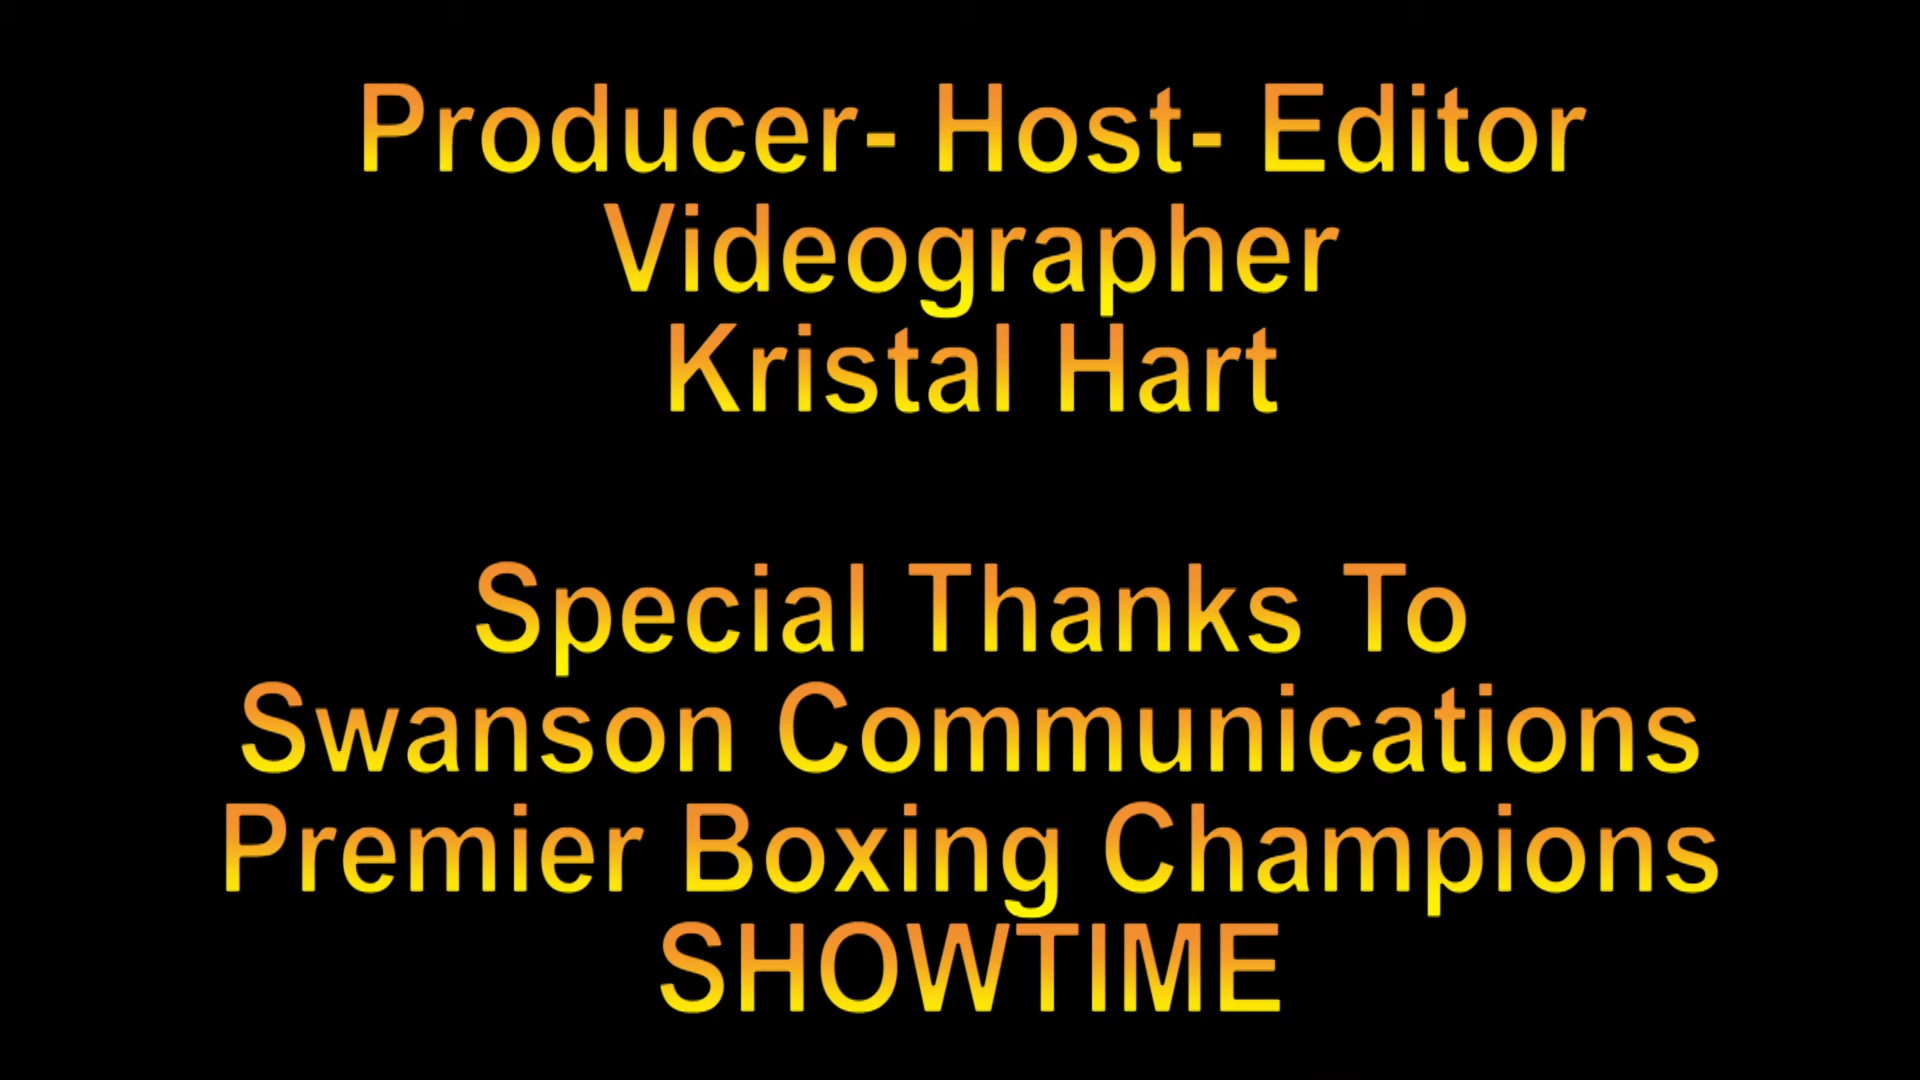 Producer- Host- Editor
Videographer
Kristal Hart
Special Thanks To
Swanson Communications
Premier Boxing Champions
SHOWTIME